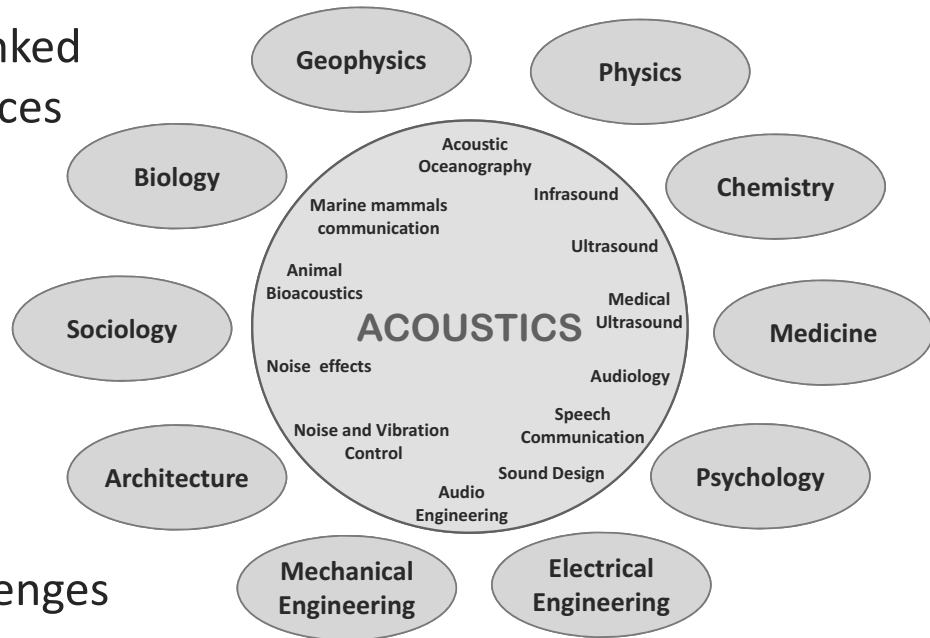 nked
ces
Geophysics
Physics
Biology
Chemistry
Sociology
Medicine
Architecture
Psychology
Mechanical
Engineering
Electrical
Engineering
Acoustic
Oceanography
Infrasound
Marine mammals
communication
Ultrasound
Animal
Bioacoustics
Medical
Ultrasound
ACOUSTICS
Noise effects
Audiology
Speech
Communication
Noise and Vibration
Control
Sound Design
Audio
Engineering
enges